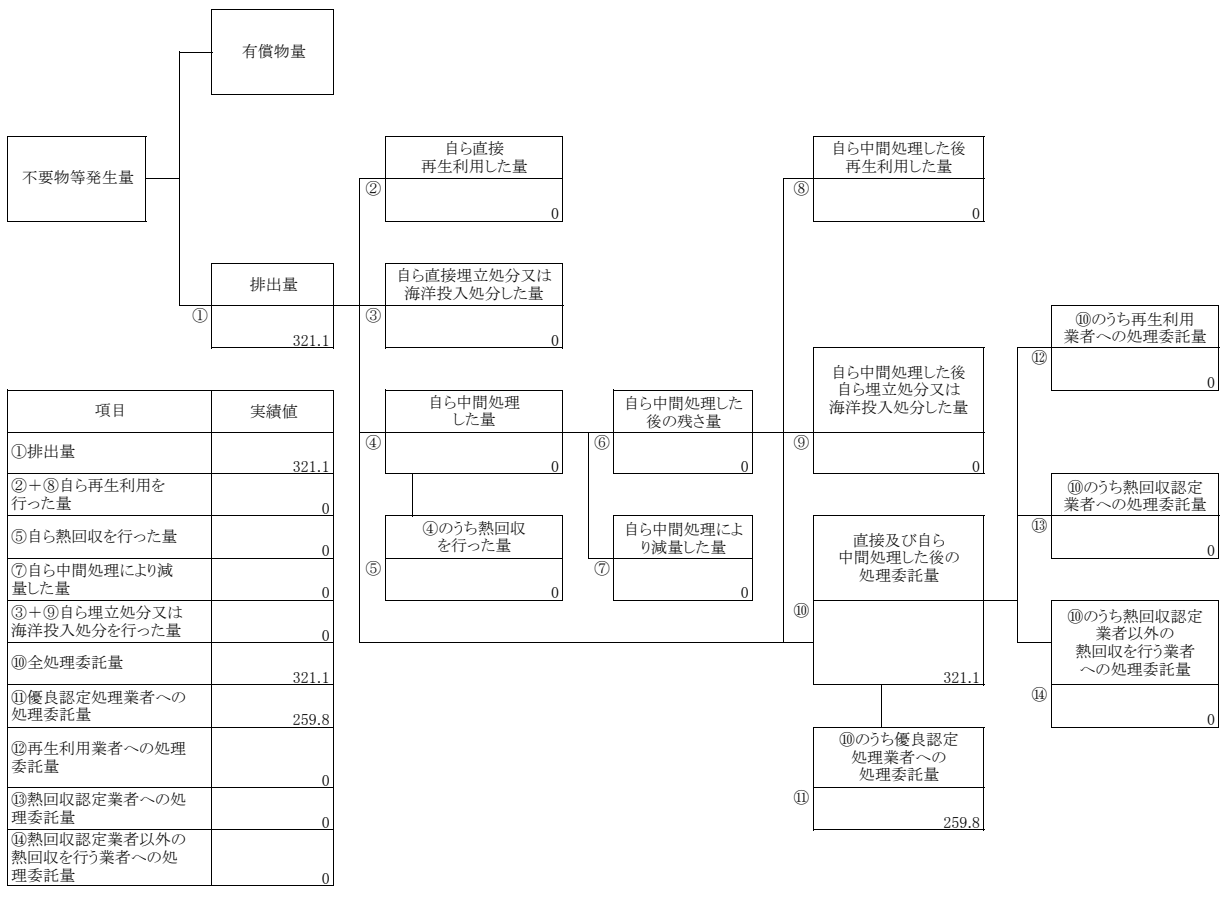 有償物量
不要物等発生量
自ら直接
再生利用した量
②
0
自ら中間処理した後
再生利用した量
⑧
0
排出量
①
321.1
自ら直接埋立処分又は
海洋投入処分した量
③
0
⑩のうち再生利用
業者への処理委託量
⑫
0
自ら中間処理
した量
④
0
自ら中間処理した
後の残さ量
⑥
0
自ら中間処理した後
自ら埋立処分又は
海洋投入処分した量
⑨
0
④のうち熱回収
を行った量
⑤
0
自ら中間処理によ
り減量した量
⑦
0
直接及び自ら
中間処理した後の
処理委託量
⑩
321.1
⑩のうち熱回収認定
業者への処理委託量
⑬
0
⑩のうち熱回収認定
業者以外の
熱回収を行う業者
への処理委託量
⑭
0
⑩のうち優良認定
処理業者への
処理委託量
⑪
259.8
項目 実績値
①排出量
321.1
②＋⑧自ら再生利用を
行った量
0
⑤自ら熱回収を行った量
0
⑦自ら中間処理により減
量した量
0
③＋⑨自ら埋立処分又は
海洋投入処分を行った量
0
⑩全処理委託量
321.1
⑪優良認定処理業者への
処理委託量
259.8
⑫再生利用業者への処理
委託量
0
⑬熱回収認定業者への処
理委託量
0
⑭熱回収認定業者以外の
熱回収を行う業者への処
理委託量
0